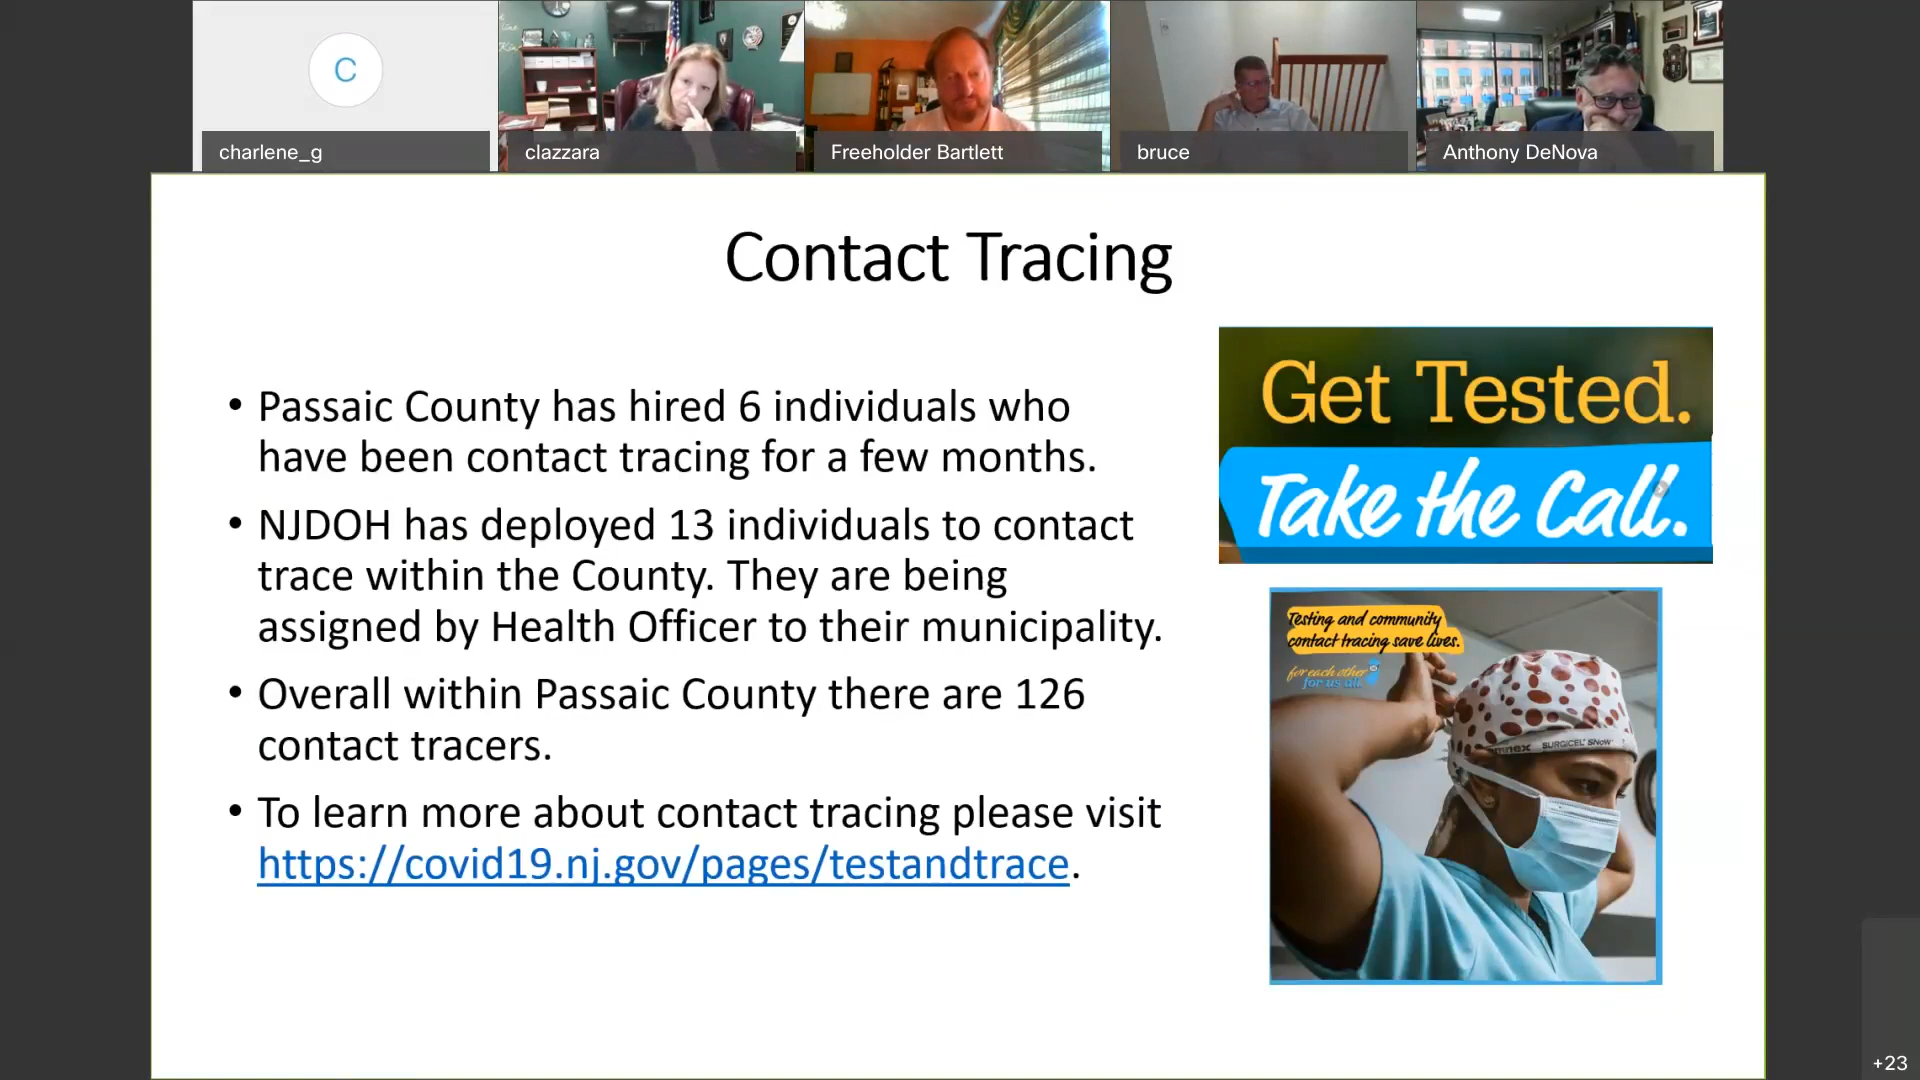 C
charlene_g
clazzara
Freeholder Bartlett
bruce
Anthony DeNova
Contact Tracing
• Passaic County has hired 6 individuals who
have been contact tracing for a few months.
• NJDOH has deployed 13 individuals to contact
trace within the County. They are being
assigned by Health Officer to their municipality.
• Overall within Passaic County there are 126
contact tracers.
• To learn more about contact tracing please visit
https://covid19.nj.gov/pages/testandtrace.
Get Tested.
Take the Call.
Testing and community
contact tracing save lives.
for each other
for us all.
SURGICEL SNoW
+23